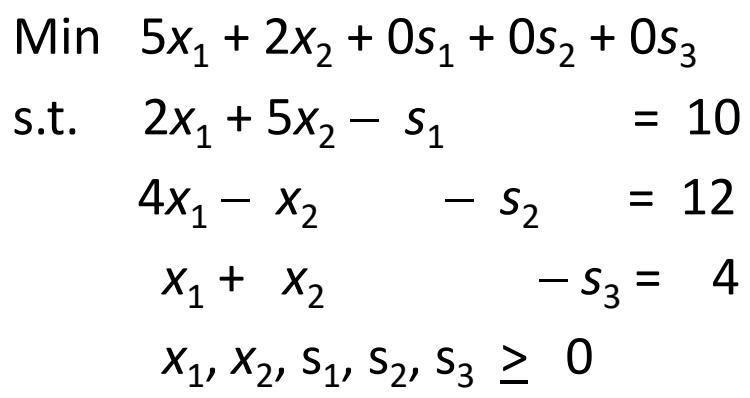 Min 5x₁ + 2x₂ + 0s₁ + 0s₂ + 0s₃
s.t. 2x₁ + 5x₂ – s₁ = 10
4x₁ – x₂ – s₂ = 12
x₁ + x₂ – s₃ = 4
x₁, x₂, s₁, s₂, s₃ ≥ 0